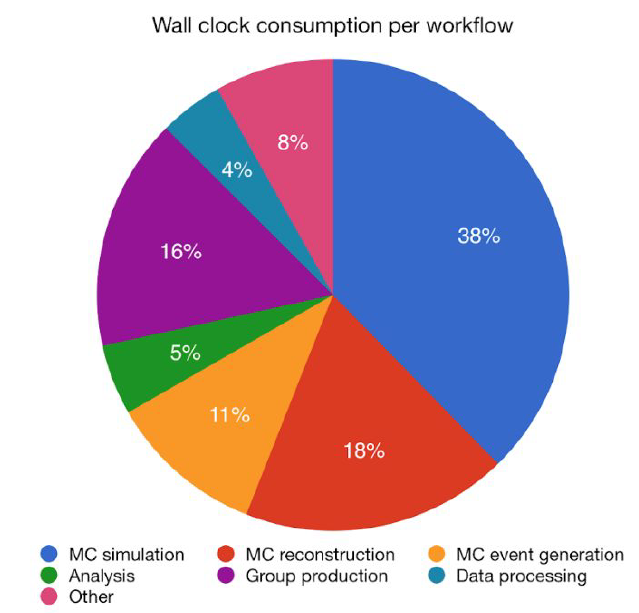 Wall clock consumption per workflow
8%
4%
38%
16%
5%
11%
18%
MC simulation
MC reconstruction
MC event generation
Analysis
Group production
Data processing
Other